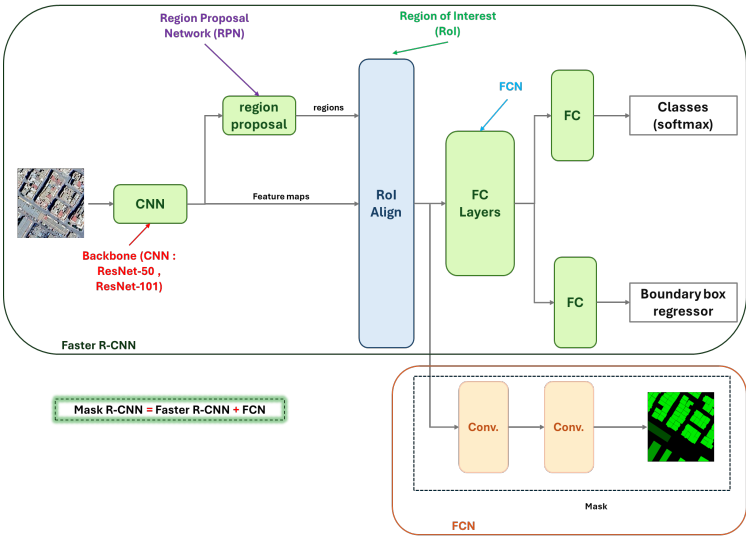 Region Proposal
Network (RPN)
Region of Interest
(RoI)
FCN
region
proposal
regions
FC
Classes
(softmax)
CNN
Feature maps
RoI
Align
FC
Layers
Backbone (CNN :
ResNet-50 ,
ResNet-101)
FC
Boundary box
regressor
Faster R-CNN
Mask R-CNN = Faster R-CNN + FCN
Conv.
Conv.
Mask
FCN